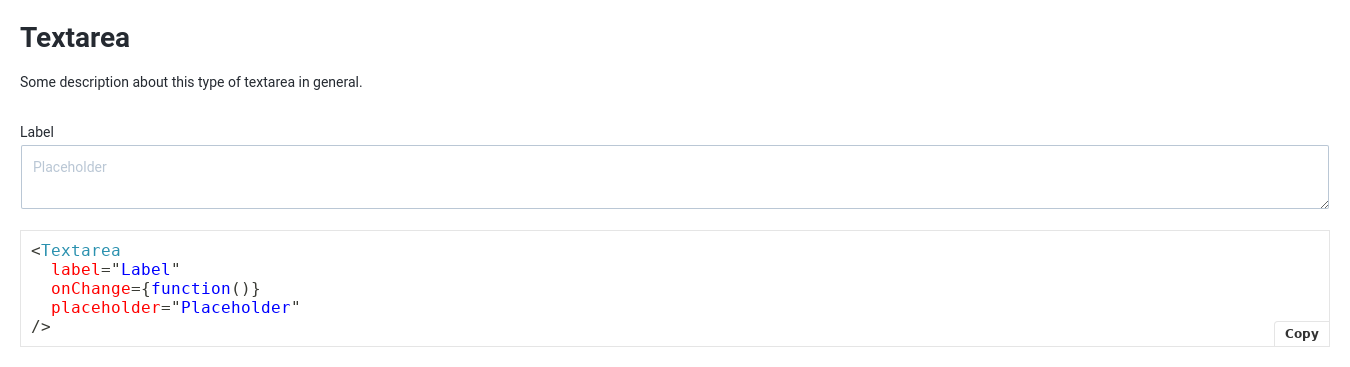 Textarea
Some description about this type of textarea in general.
Label
Placeholder
<Textarea
  label="Label"
  onChange={function()}
  placeholder="Placeholder"
/>
Copy